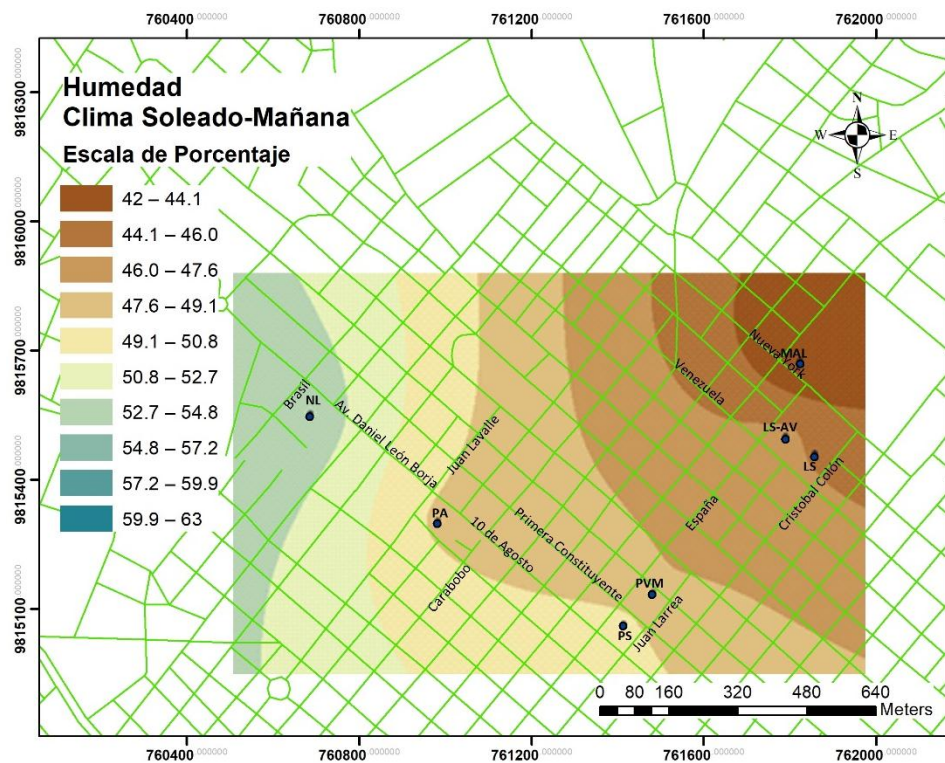 760400.000000 760800.000000 761200.000000 761600.000000 762000.000000
9816300.000000
9816000.000000
9815700.000000
9815400.000000
9815100.000000
Humedad
Clima Soleado-Mañana
Escala de Porcentaje
42 – 44.1
44.1 – 46.0
46.0 – 47.6
47.6 – 49.1
49.1 – 50.8
50.8 – 52.7
52.7 – 54.8
54.8 – 57.2
57.2 – 59.9
59.9 – 63
N
W E
S
Nueva York
MAL
Venezuela
Brasil
NL
Av. Daniel León Borja
Juan Lavalle
LS-AV
LS
Cristobal Colón
España
PA
10 de Agosto
Primera Constituyente
Carabobo
PVM
PS
Juan Larrea
0 80 160 320 480 640
Meters
760400.000000 760800.000000 761200.000000 761600.000000 762000.000000